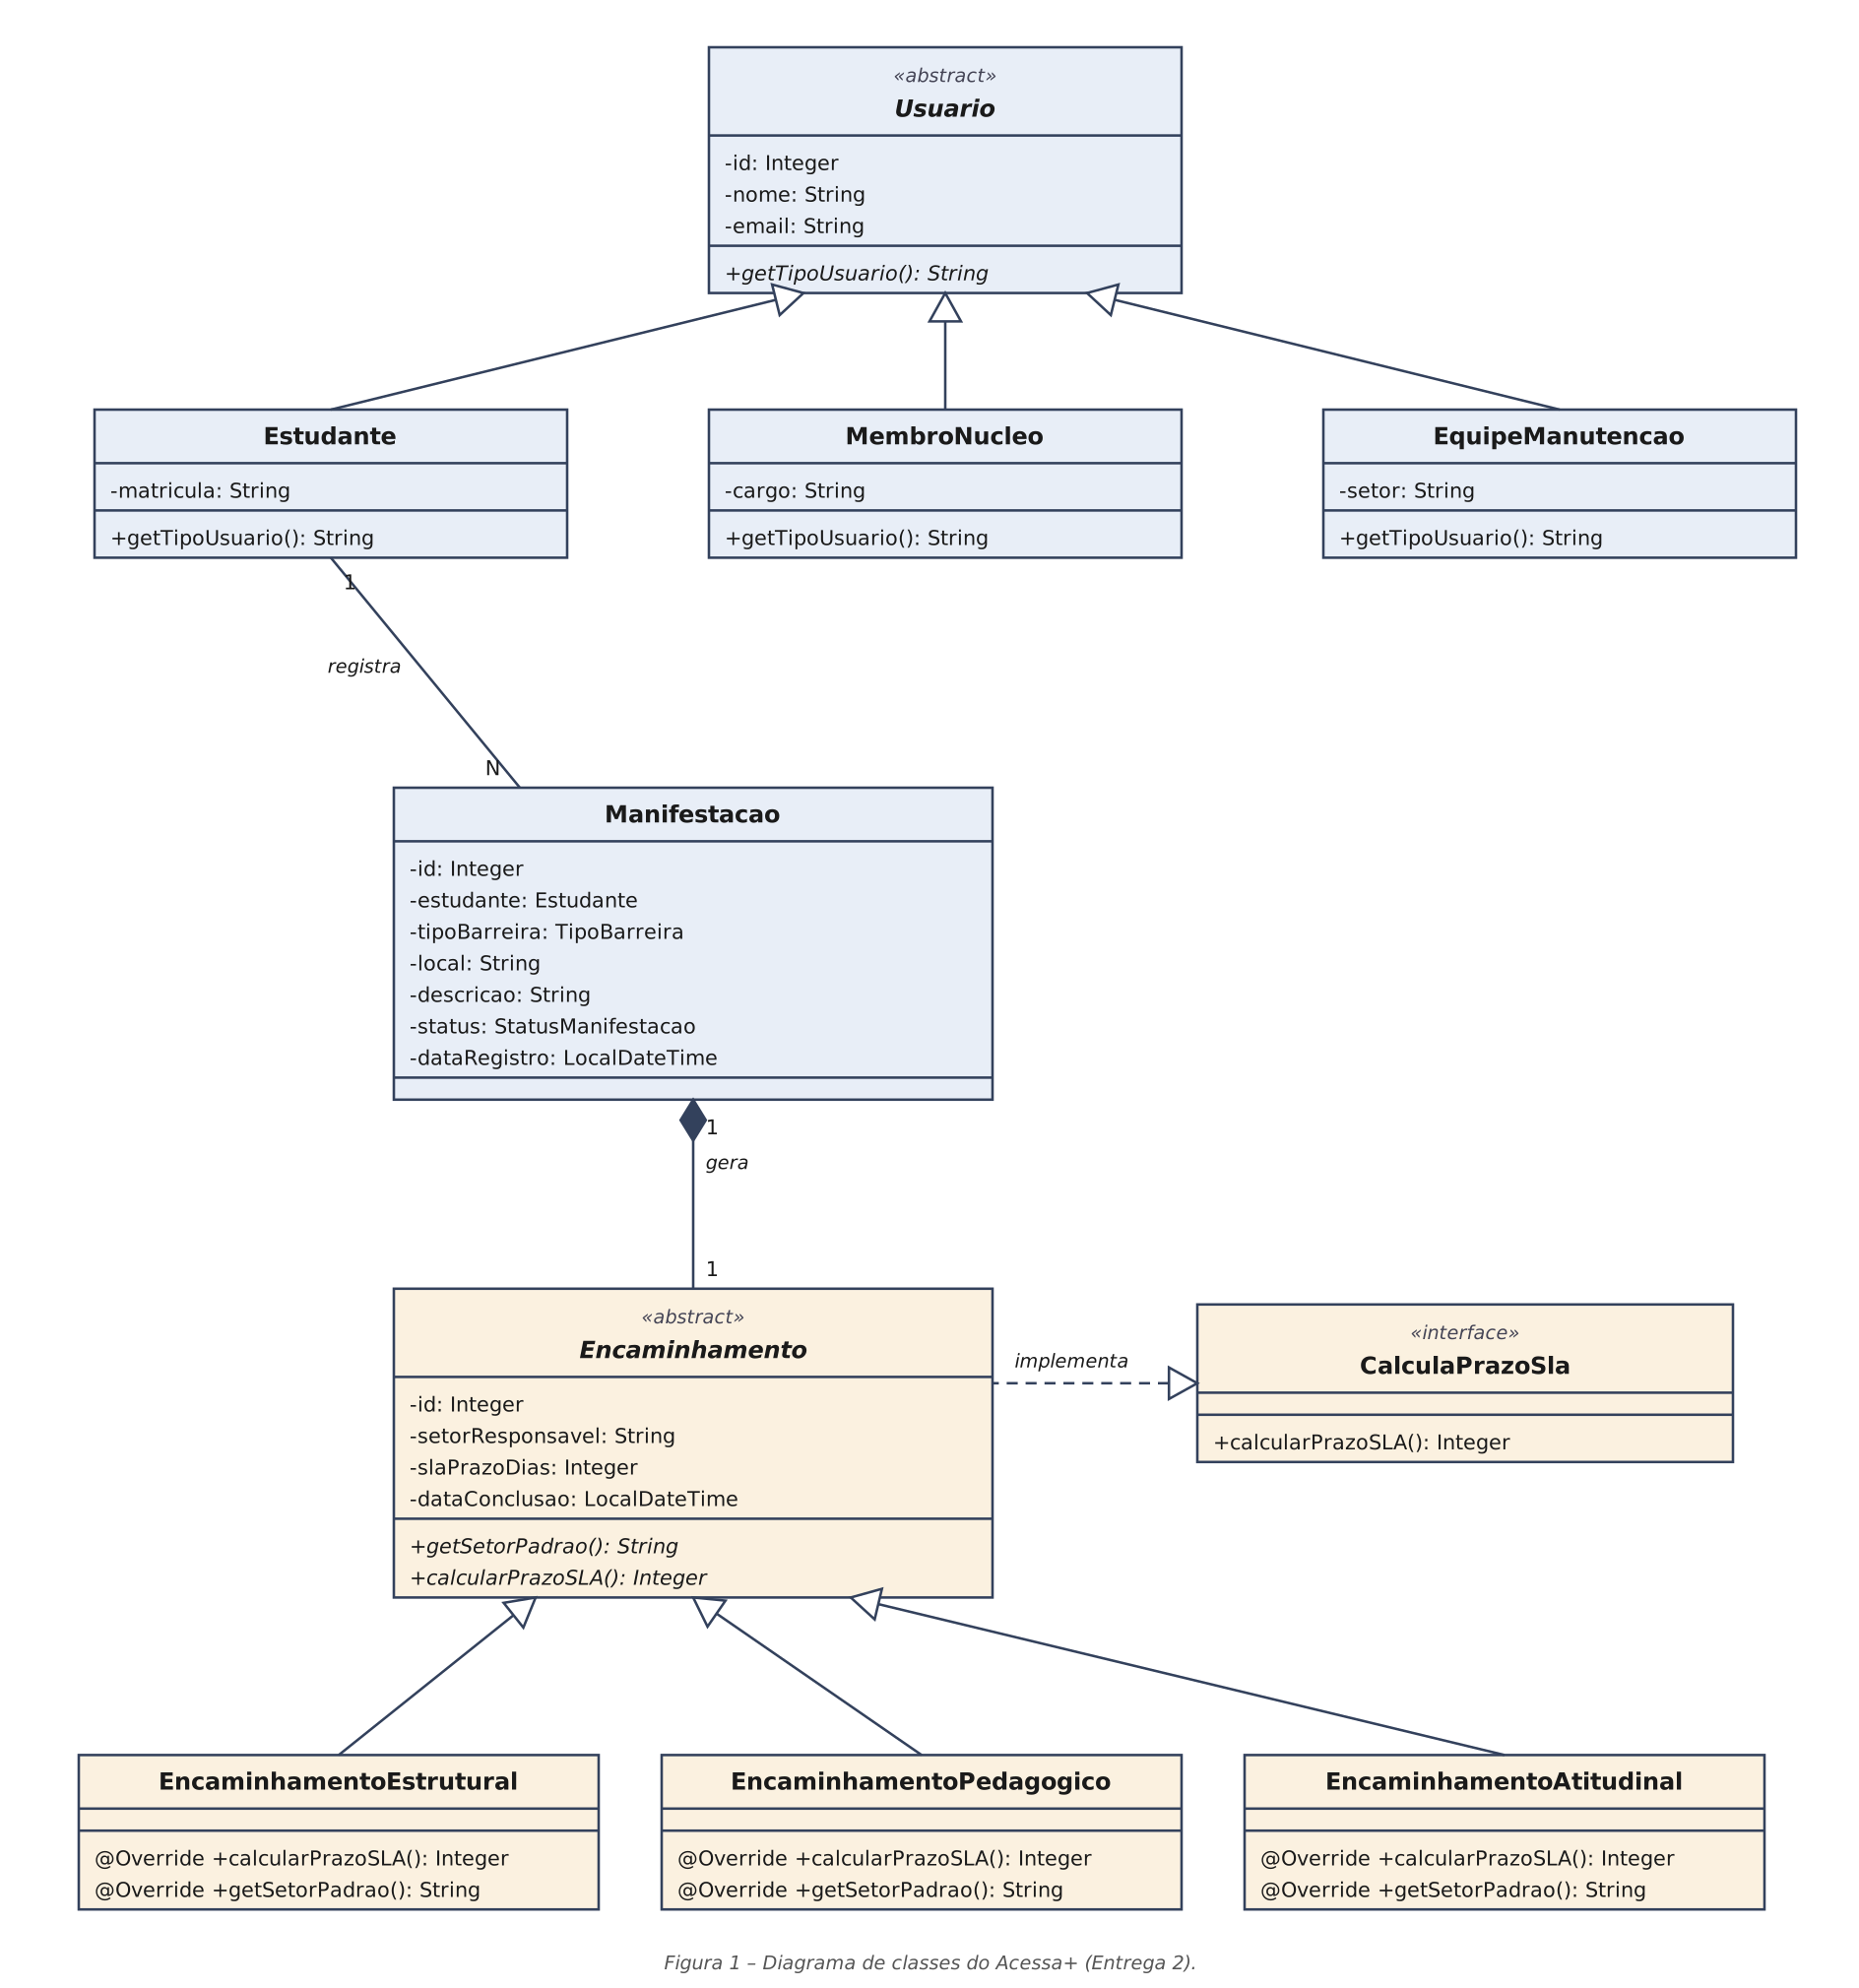 «abstract»
Usuario
-id: Integer
-nome: String
-email: String
+getTipoUsuario(): String
Estudante
-matricula: String
+getTipoUsuario(): String
MembroNucleo
-cargo: String
+getTipoUsuario(): String
EquipeManutencao
-setor: String
+getTipoUsuario(): String
1
registra
N
Manifestacao
-id: Integer
-estudante: Estudante
-tipoBarreira: TipoBarreira
-local: String
-descricao: String
-status: StatusManifestacao
-dataRegistro: LocalDateTime
1
gera
1
«abstract»
Encaminhamento
-id: Integer
-setorResponsavel: String
-slaPrazoDias: Integer
-dataConclusao: LocalDateTime
+getSetorPadrao(): String
+calcularPrazoSLA(): Integer
implementa
«interface»
CalculaPrazoSla
+calcularPrazoSLA(): Integer
EncaminhamentoEstrutural
@Override +calcularPrazoSLA(): Integer
@Override +getSetorPadrao(): String
EncaminhamentoPedagogico
@Override +calcularPrazoSLA(): Integer
@Override +getSetorPadrao(): String
EncaminhamentoAtitudinal
@Override +calcularPrazoSLA(): Integer
@Override +getSetorPadrao(): String
Figura 1 – Diagrama de classes do Acessa+ (Entrega 2).